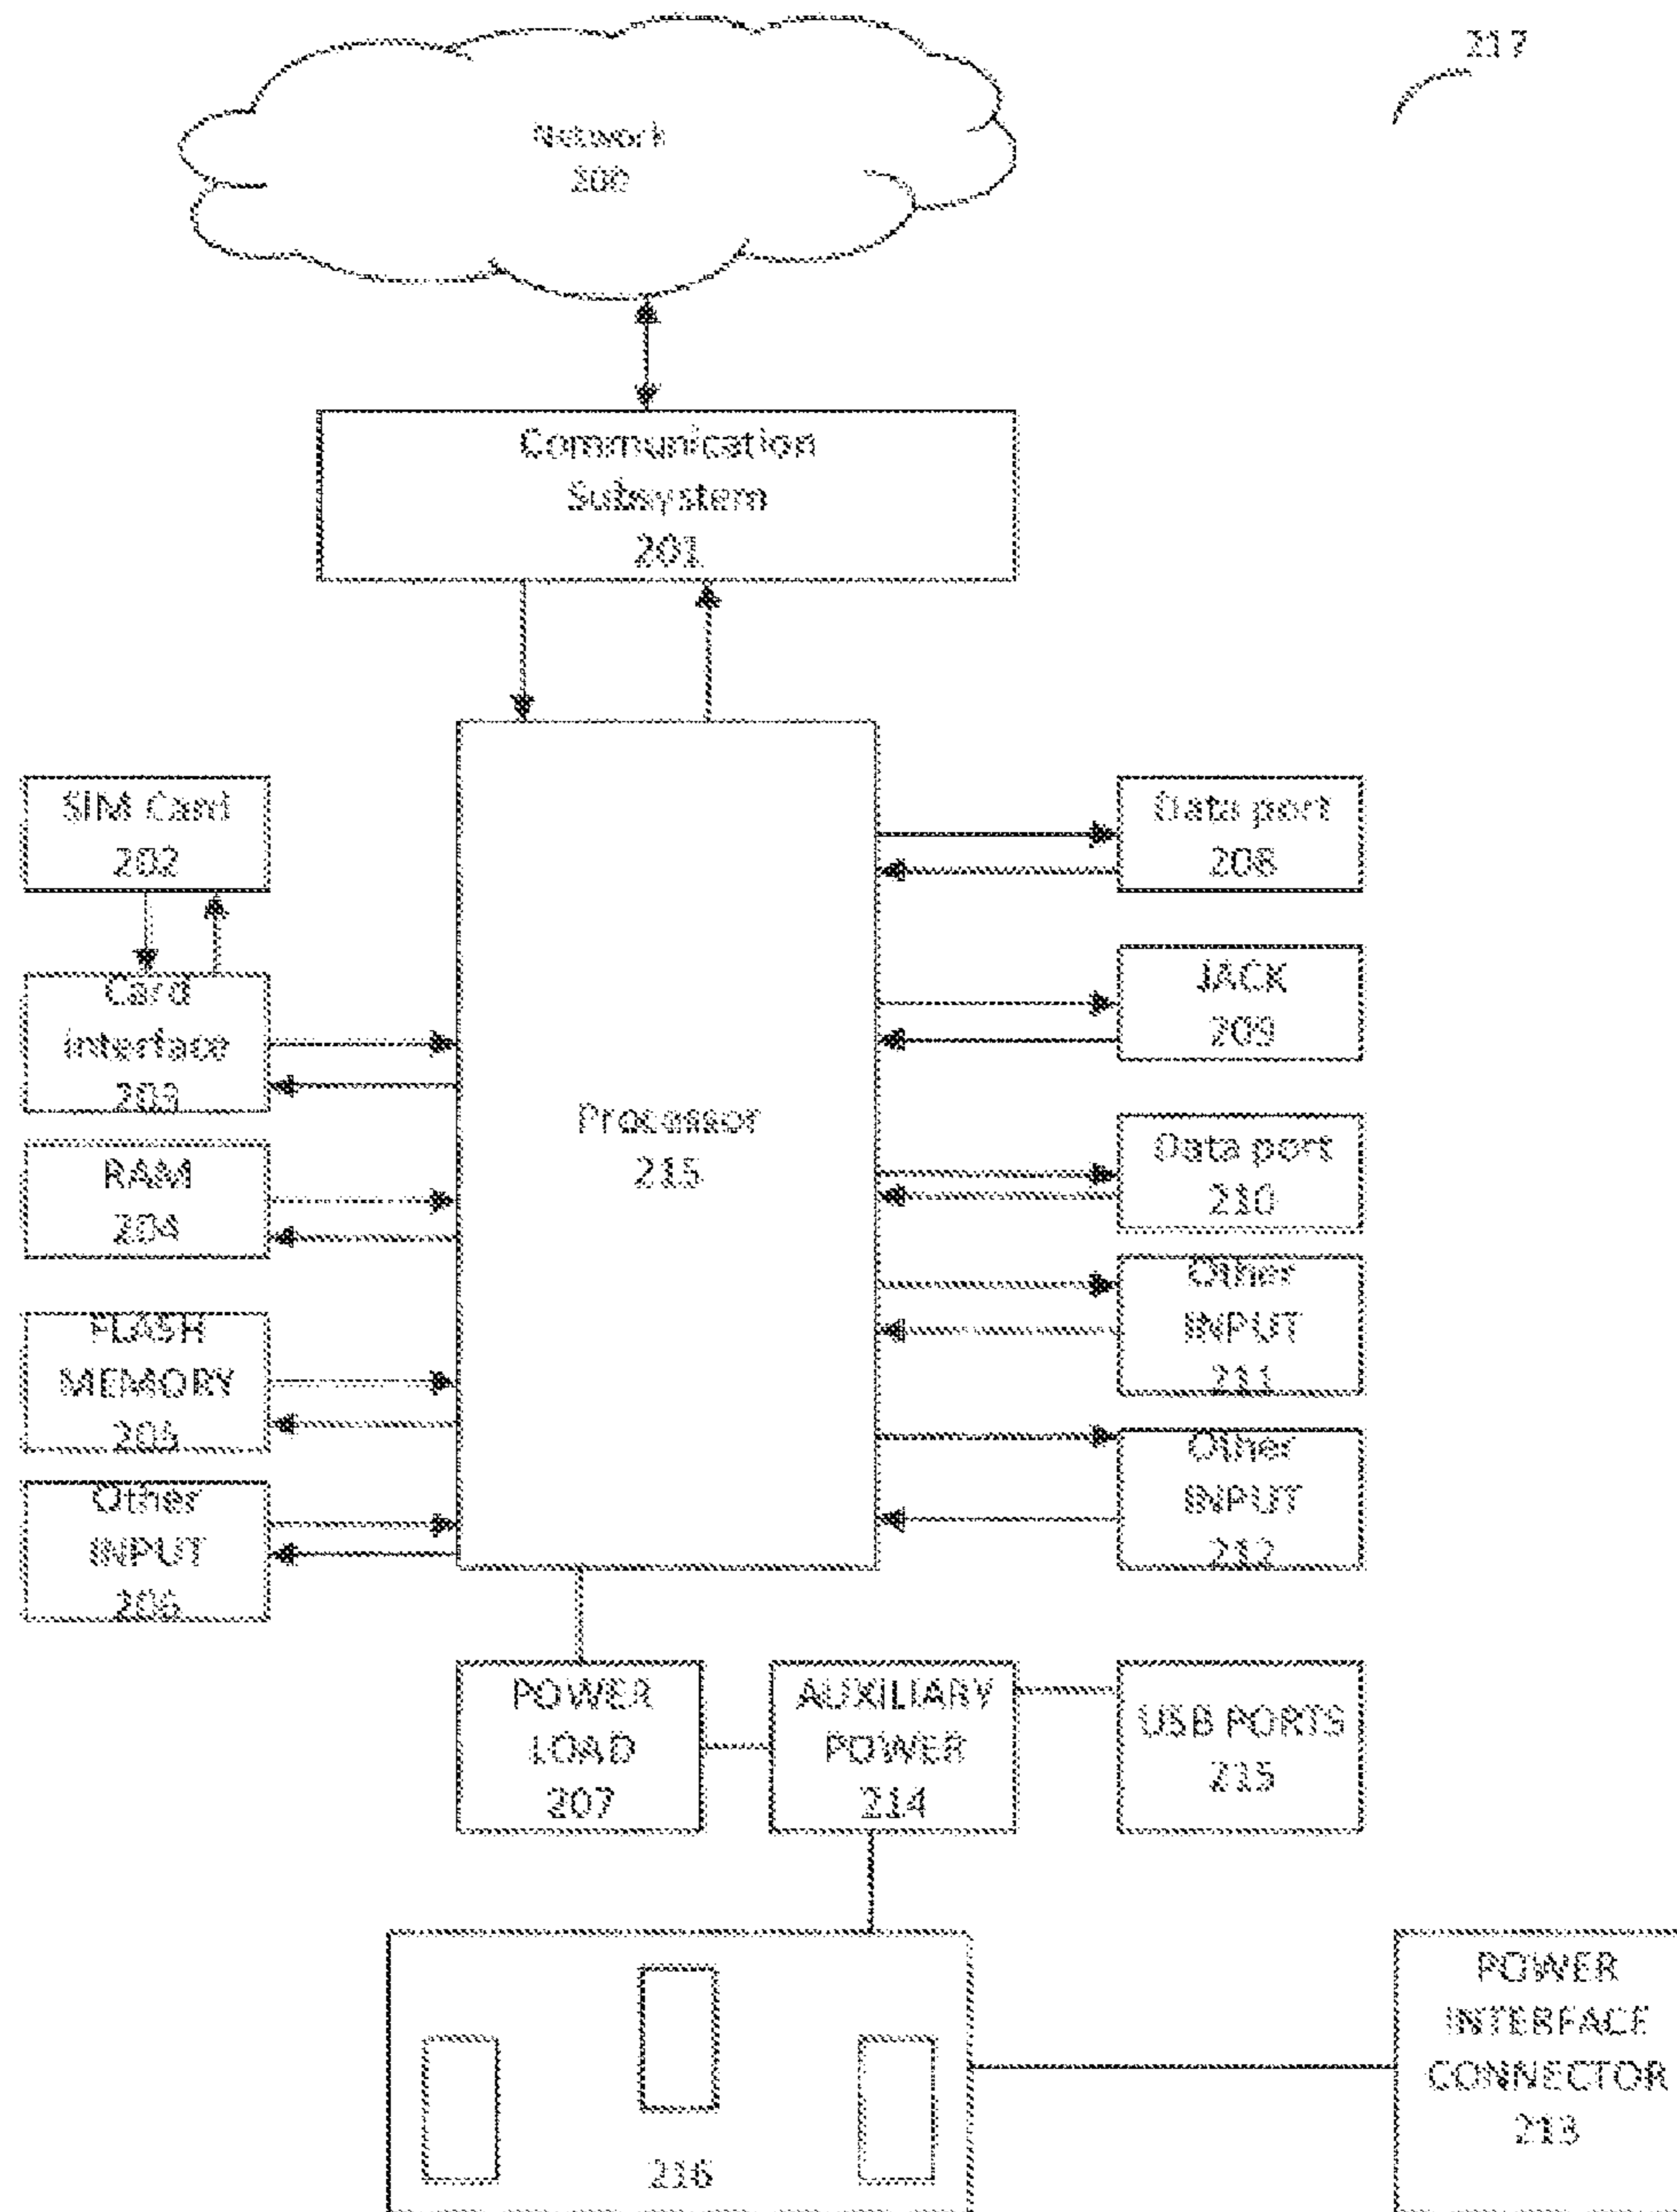 217
Network
200
Communication
Subsystem
201
SIM Card
202
Card
interface
203
RAM
204
FLASH
MEMORY
205
Other
INPUT
206
Processor
215
Data port
208
JACK
209
Data port
210
Other
INPUT
211
Other
INPUT
212
POWER
LOAD
207
AUXILIARY
POWER
214
USB PORTS
215
216
POWER
INTERFACE
CONNECTOR
213